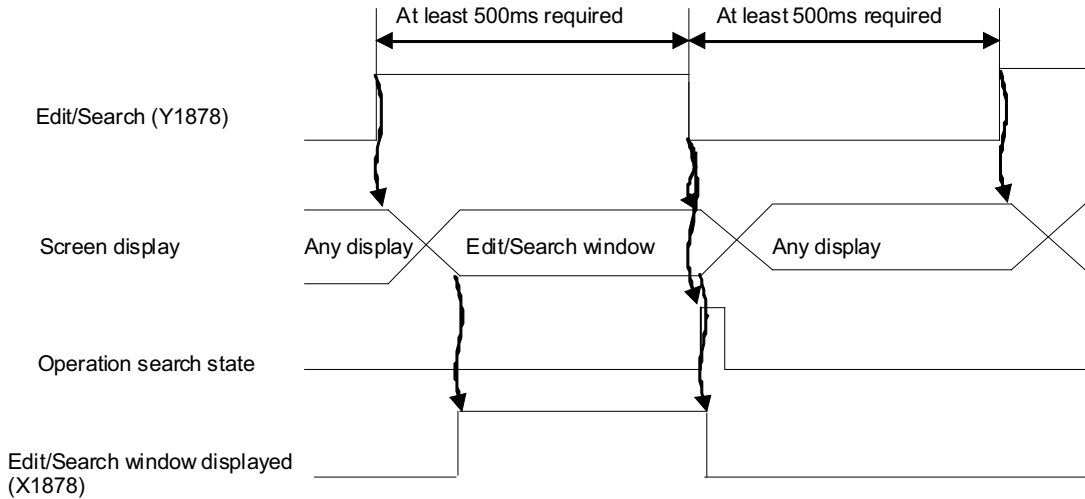 At least 500ms required
At least 500ms required
Edit/Search (Y1878)
Screen display
Any display
Edit/Search window
Any display
Operation search state
Edit/Search window displayed
(X1878)